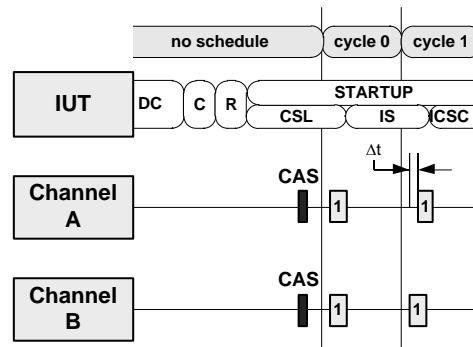 no schedule cycle 0 cycle 1
IUT DC C R STARTUP
CSL IS ICSC
Δt
Channel A CAS 1 1
Channel B CAS 1 1